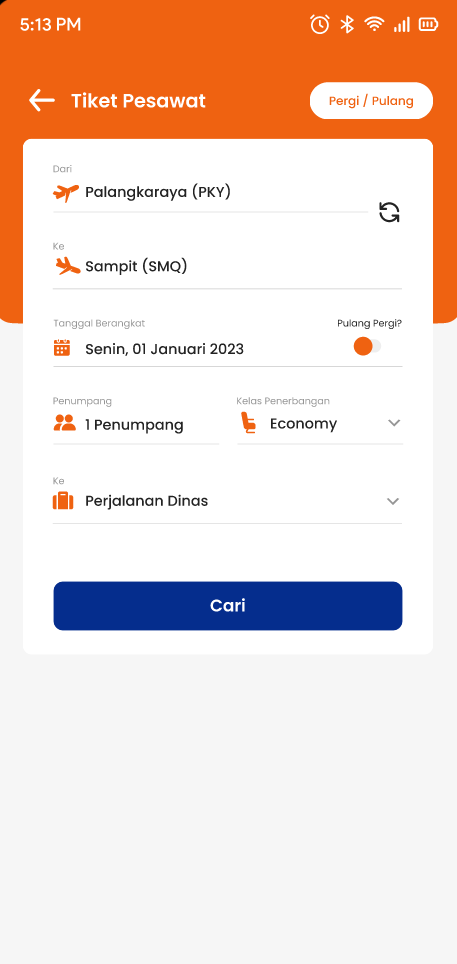 5:13 PM
Tiket Pesawat
Pergi / Pulang
Dari
Palangkaraya (PKY)
Ke
Sampit (SMQ)
Tanggal Berangkat
Pulang Pergi?
Senin, 01 Januari 2023
Penumpang
Kelas Penerbangan
1 Penumpang
Economy
Ke
Perjalanan Dinas
Cari